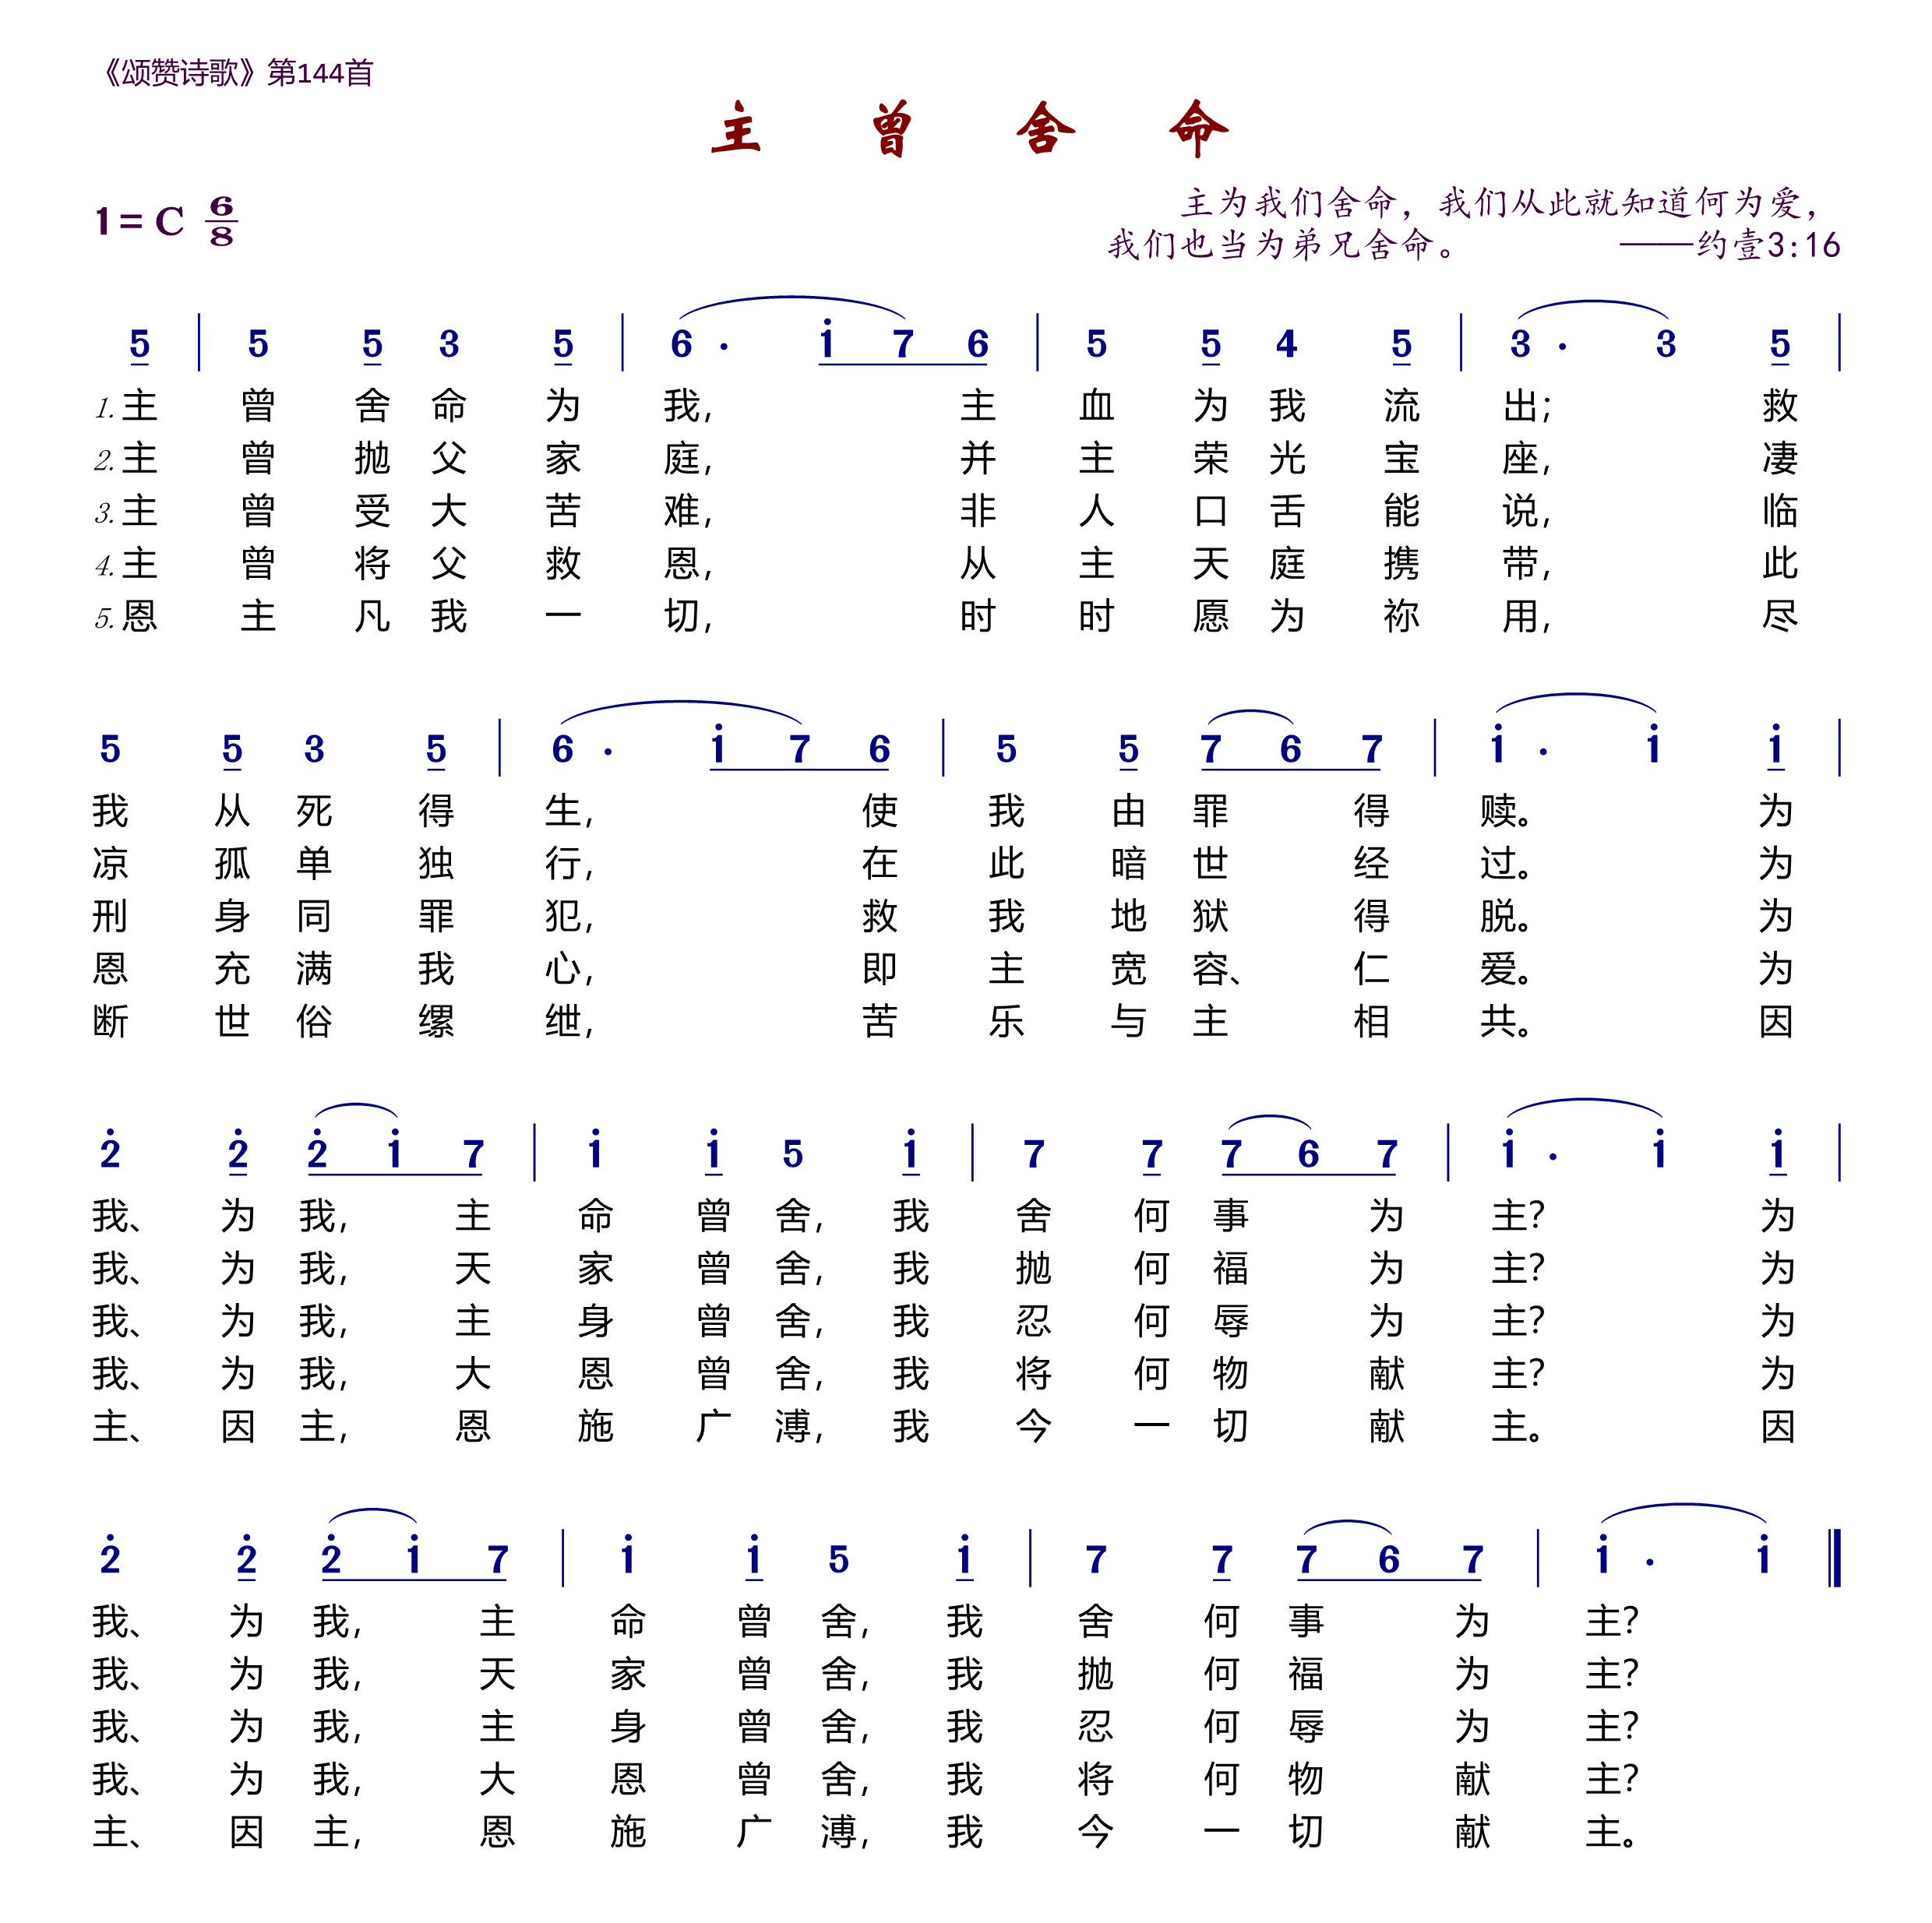 《颂赞诗歌》第144首
主 曾 舍 命
1=C 6/8
主为我们舍命，我们从此就知道何为爱，
我们也当为弟兄舍命。 ——约壹3:16
5 | 5 5 3 5 | 6 · i 7 6 | 5 5 4 5 | 3 · 3 5 |
1. 主 曾 舍 命 为 我， 主 血 为 我 流 出； 救
2. 主 曾 抛 父 家 庭， 并 主 荣 光 宝 座， 凄
3. 主 曾 受 大 苦 难， 非 人 口 舌 能 说， 临
4. 主 曾 将 父 救 恩， 从 主 天 庭 携 带， 此
5. 恩 主 凡 我 一 切， 时 时 愿 为 祢 用， 尽
5 5 3 5 | 6 · i 7 6 | 5 5 7 6 7 | i · i i |
我 从 死 得 生， 使 我 由 罪 得 赎。 为
凉 孤 单 独 行， 在 此 暗 世 经 过。 为
刑 身 同 罪 犯， 救 我 地 狱 得 脱。 为
恩 充 满 我 心， 即 主 宽 容、 仁 爱。 为
断 世 俗 缧 绁， 苦 乐 与 主 相 共。 因
2̇ 2̇ 2̇ i 7 | i i 5 i | 7 7 7 6 7 | i · i i |
我、 为 我， 主 命 曾 舍， 我 舍 何 事 为 主？ 为
我、 为 我， 天 家 曾 舍， 我 抛 何 福 为 主？ 为
我、 为 我， 主 身 曾 舍， 我 忍 何 辱 为 主？ 为
我、 为 我， 大 恩 曾 舍， 我 将 何 物 献 主？ 为
主、 因 主， 恩 施 广 溥， 我 今 一 切 献 主。 因
2̇ 2̇ 2̇ i 7 | i i 5 i | 7 7 7 6 7 | i · i ‖
我、 为 我， 主 命 曾 舍， 我 舍 何 事 为 主？
我、 为 我， 天 家 曾 舍， 我 抛 何 福 为 主？
我、 为 我， 主 身 曾 舍， 我 忍 何 辱 为 主？
我、 为 我， 大 恩 曾 舍， 我 将 何 物 献 主？
主、 因 主， 恩 施 广 溥， 我 今 一 切 献 主。